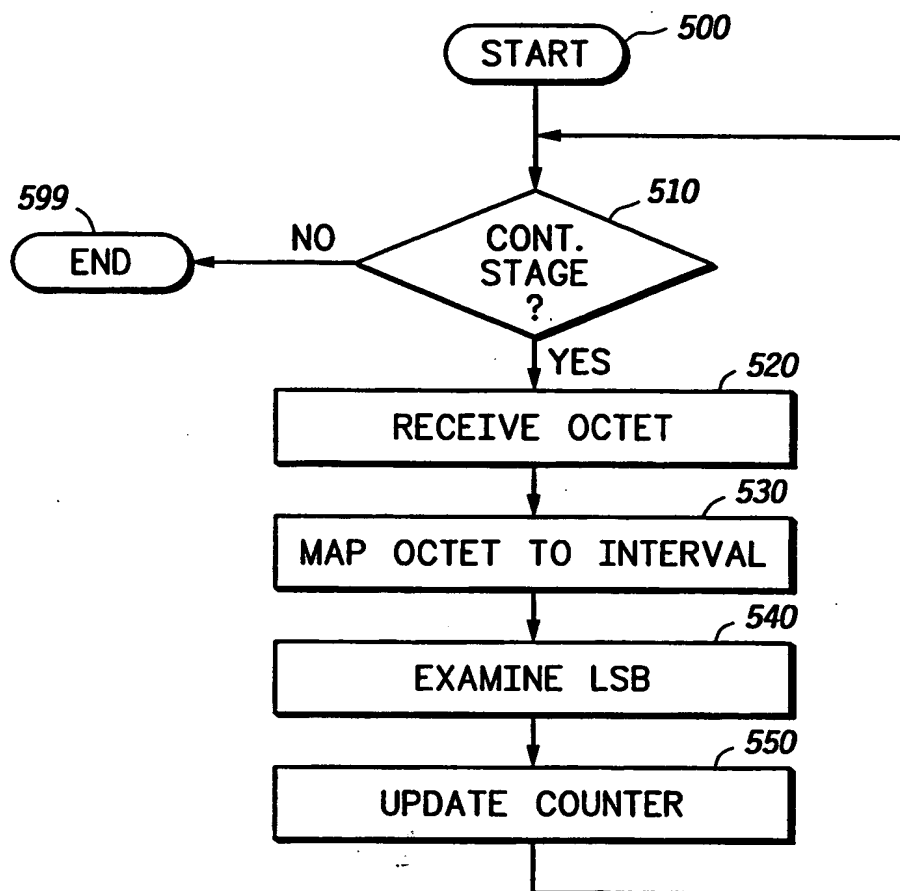 START
500
599
END
NO
CONT.
STAGE
?
510
YES
520
RECEIVE OCTET
530
MAP OCTET TO INTERVAL
540
EXAMINE LSB
550
UPDATE COUNTER